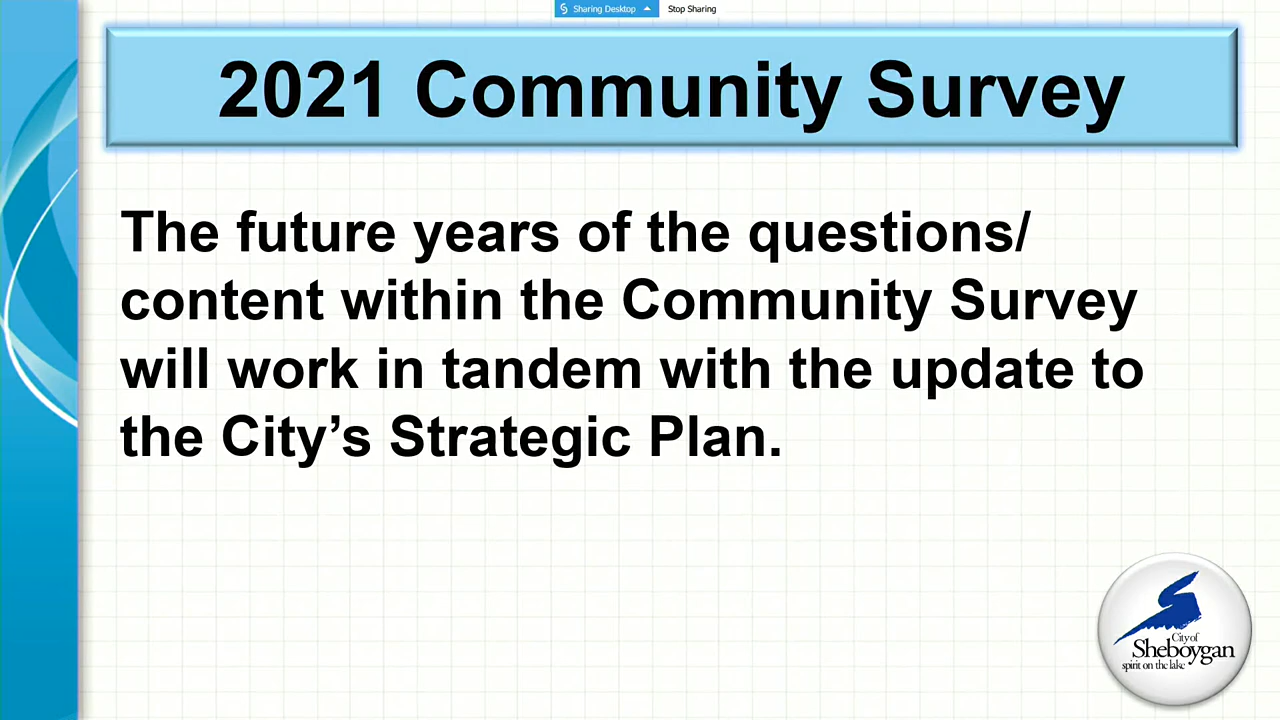 Sharing Desktop Stop Sharing
2021 Community Survey
The future years of the questions/
content within the Community Survey
will work in tandem with the update to
the City’s Strategic Plan.
City of
Sheboygan
spirit on the lake